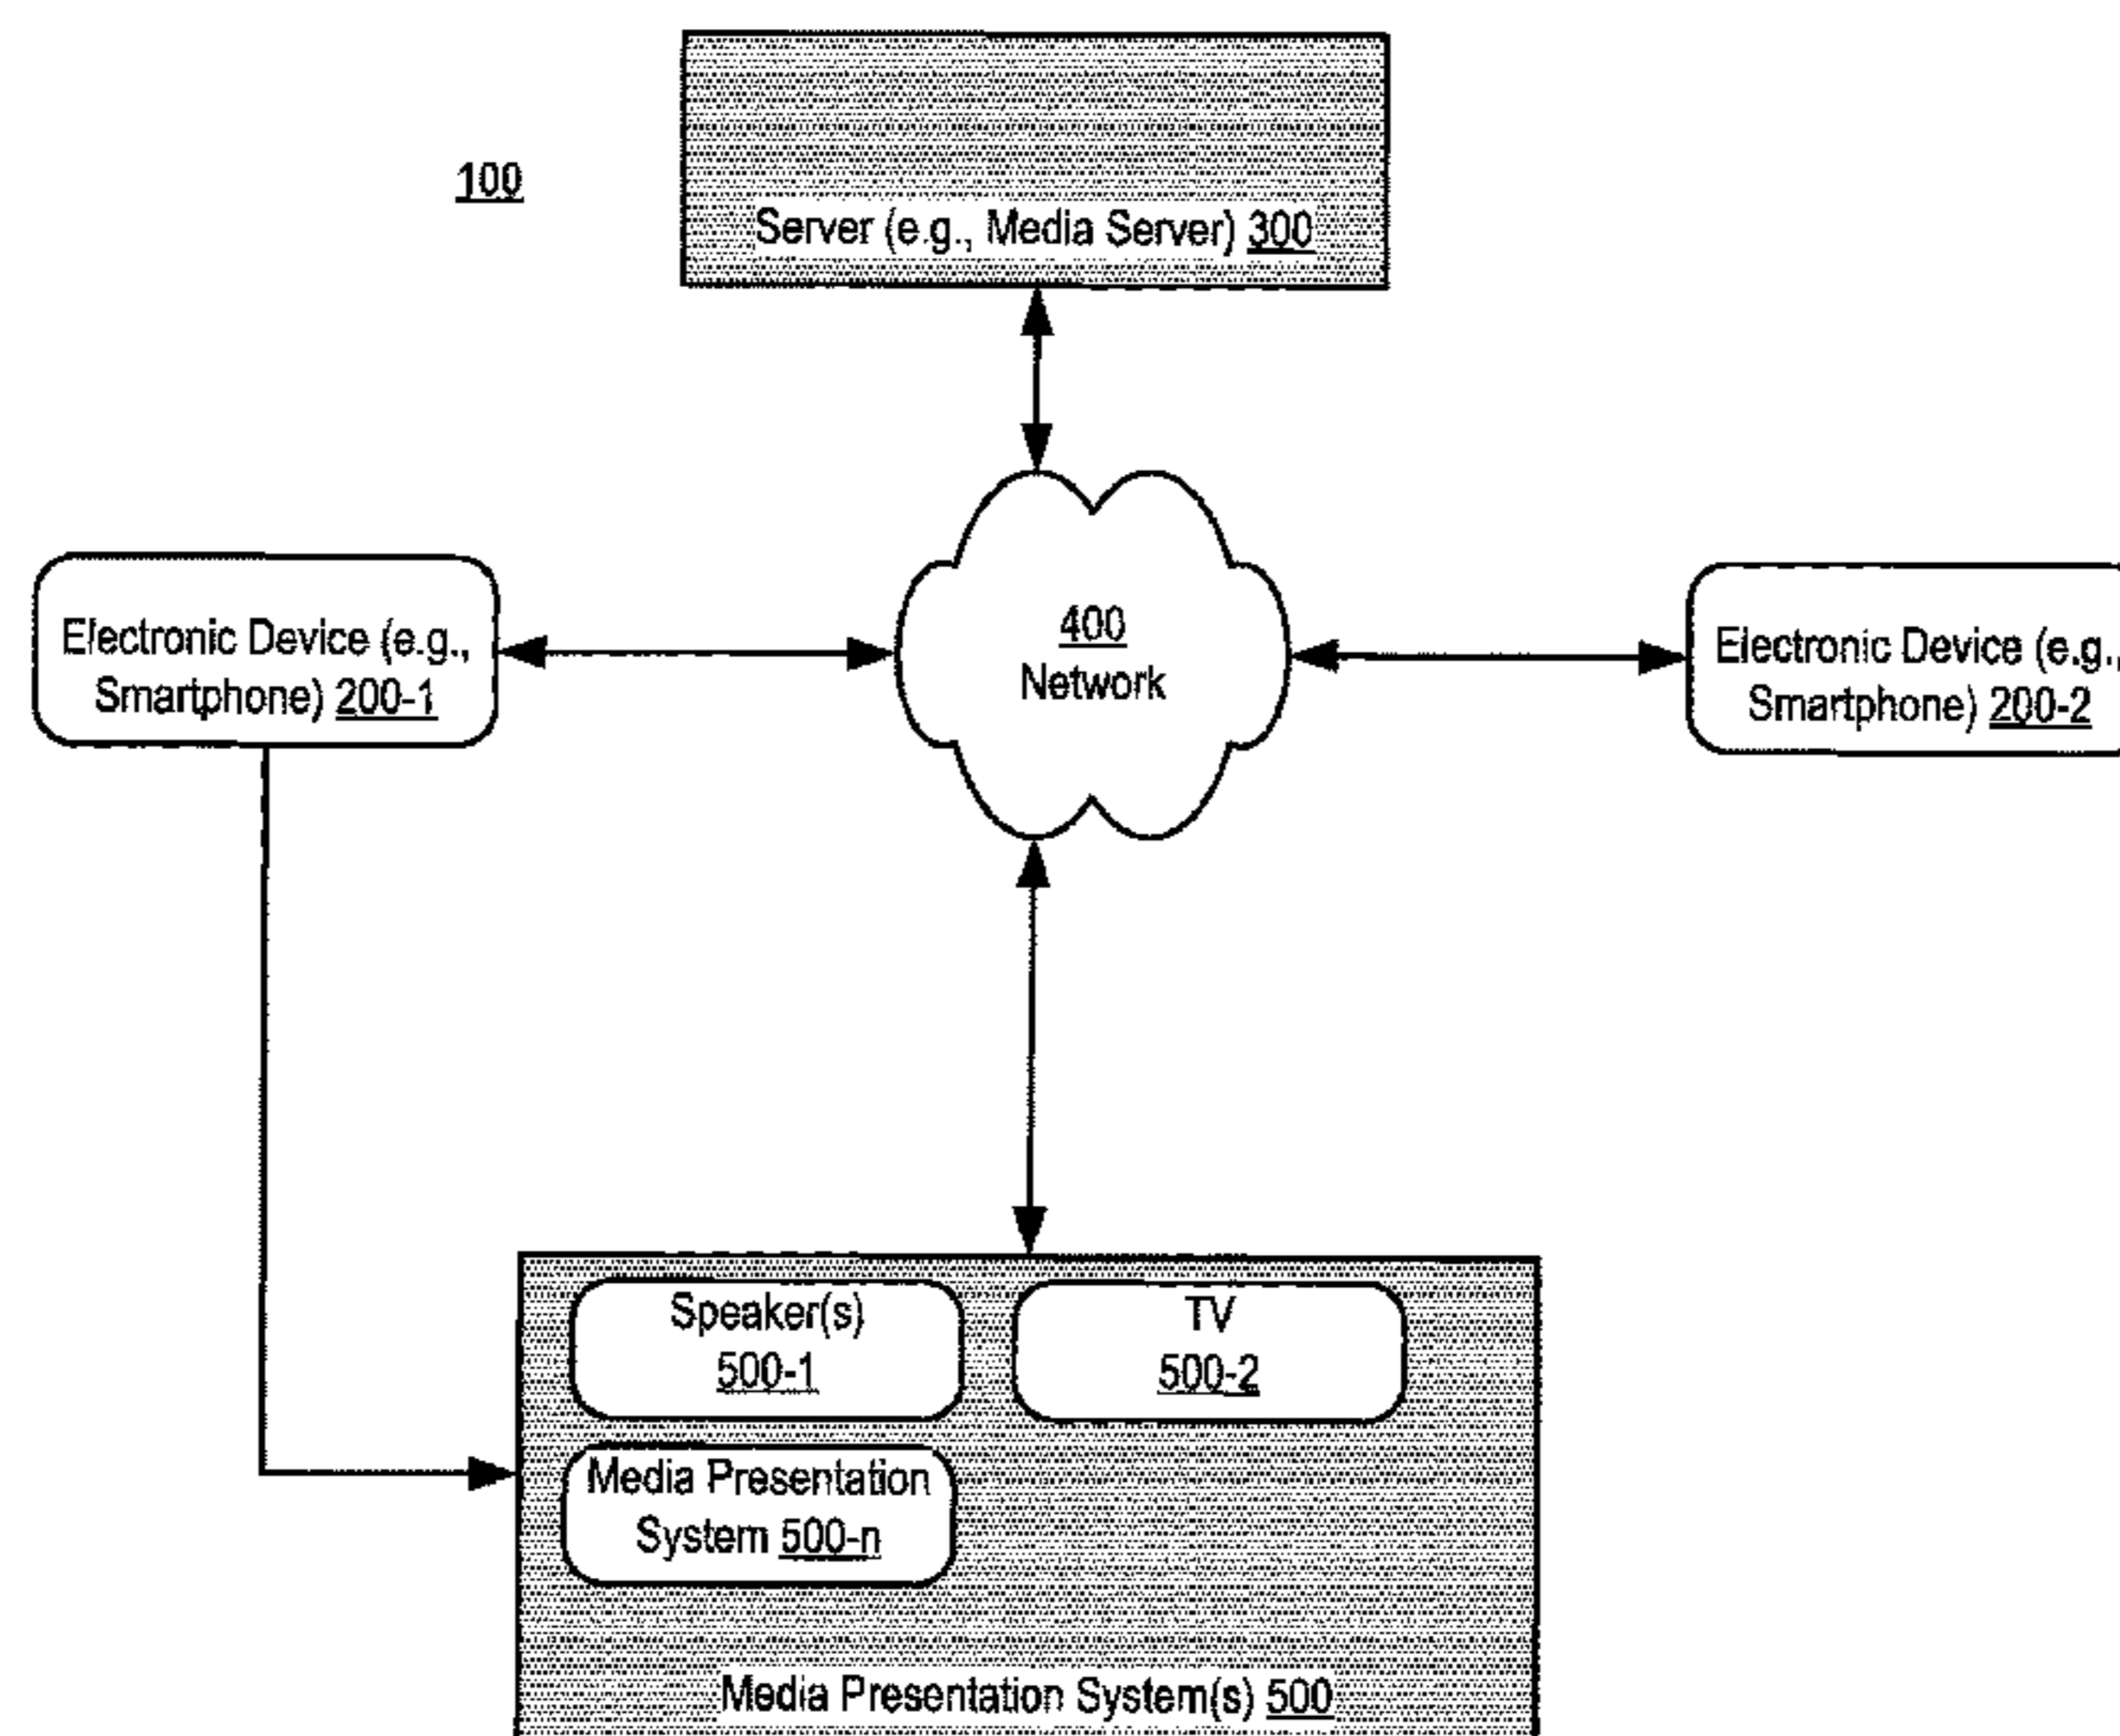 100
Server (e.g., Media Server) 300
Electronic Device (e.g.,
Smartphone) 200-1
400
Network
Electronic Device (e.g.,
Smartphone) 200-2
Speaker(s)
500-1
TV
500-2
Media Presentation
System 500-n
Media Presentation System(s) 500